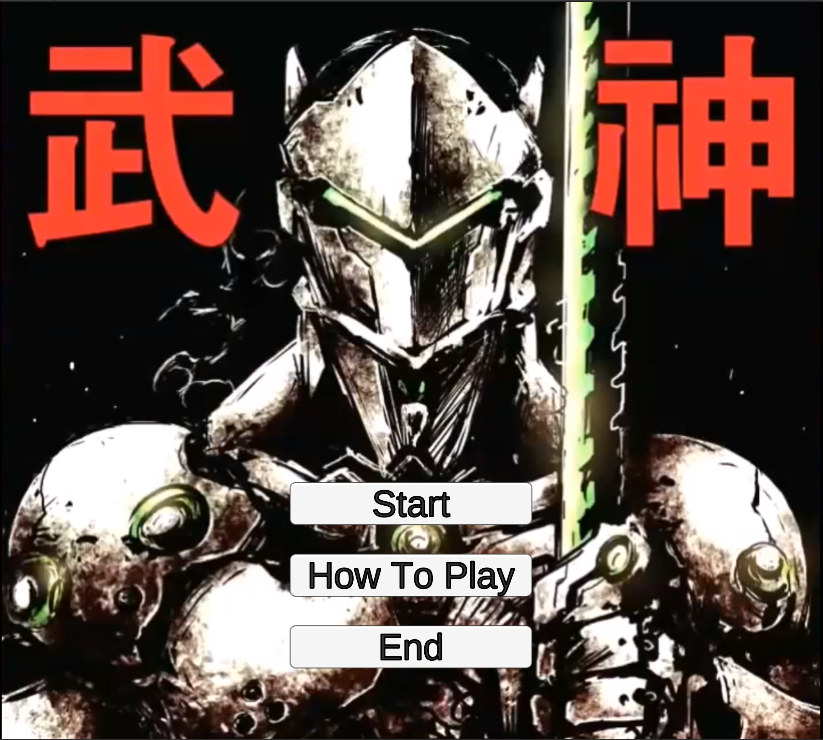 武 神
Start
How To Play
End